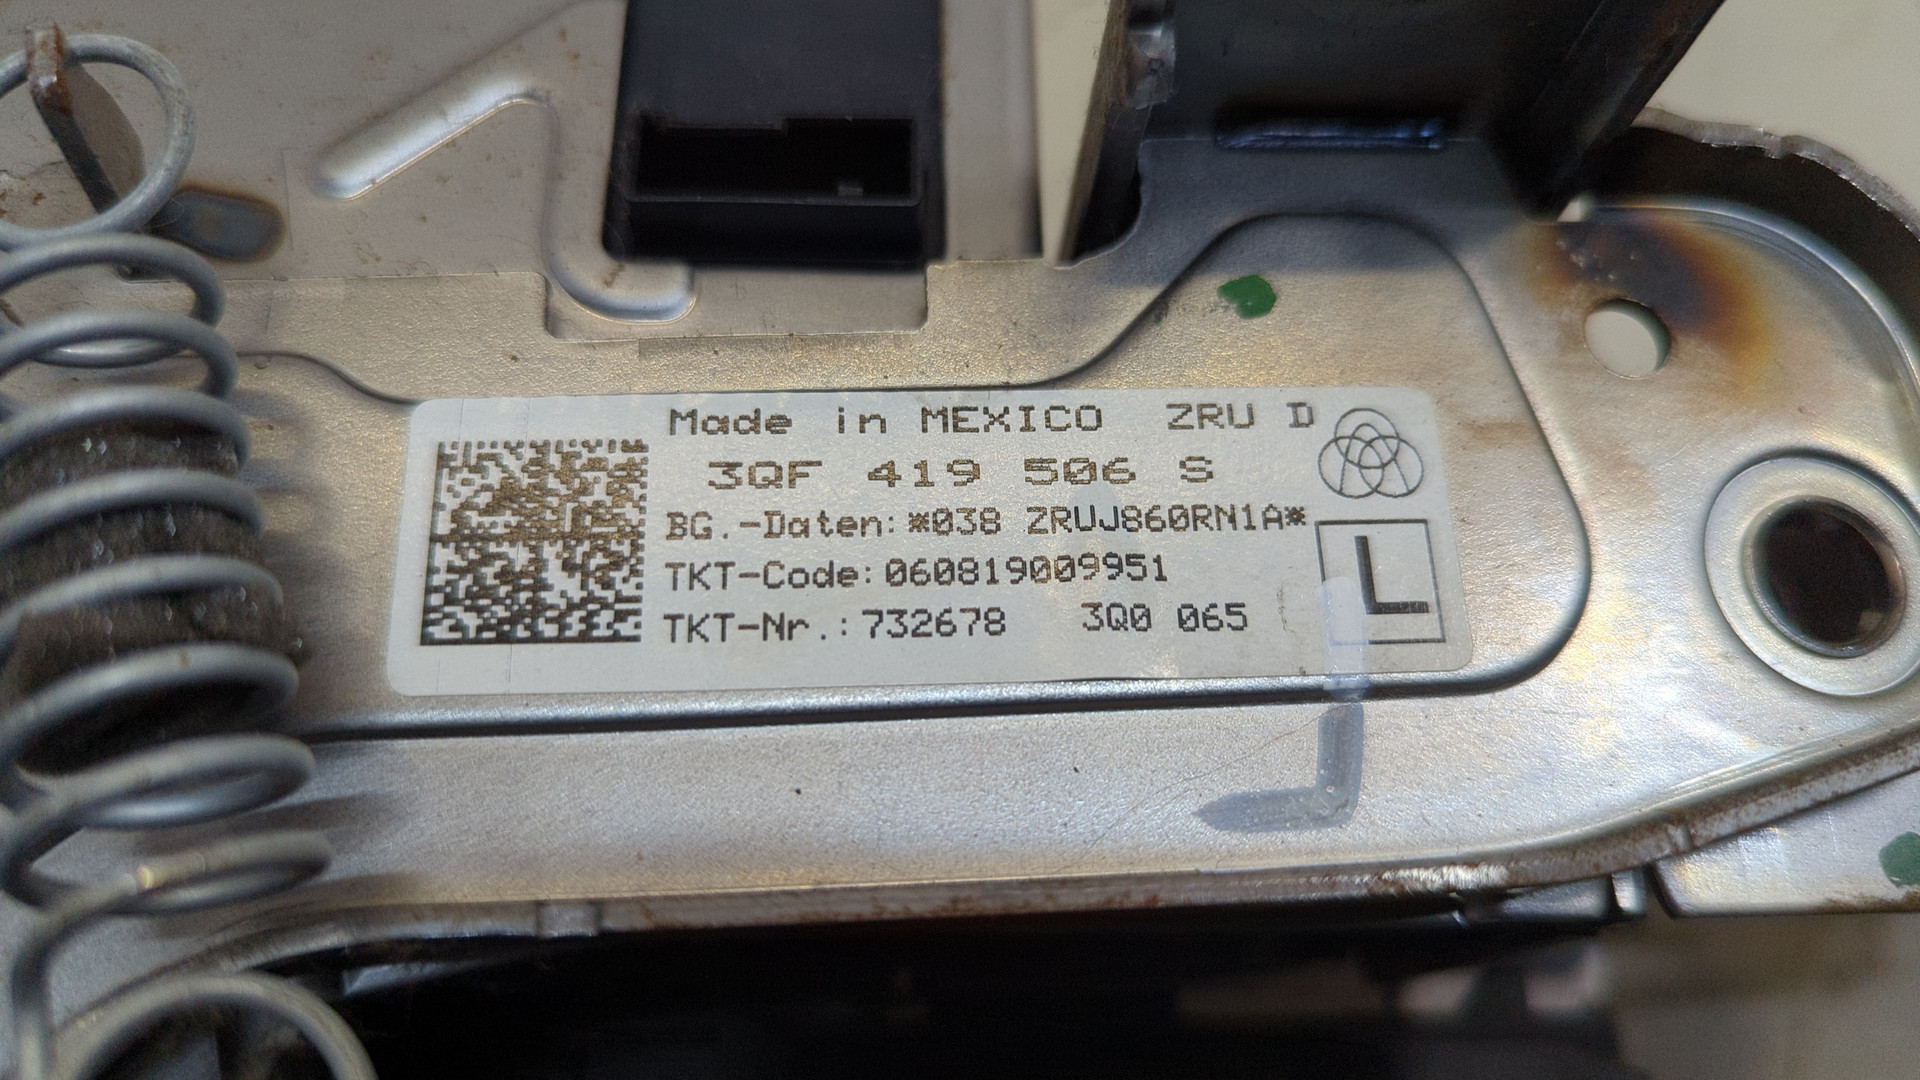 Made in MEXICO ZRU D
3QF 419 506 S
BG.-Daten:*038 ZRUJ860RN1A*
TKT-Code:060819009951
TKT-Nr.:732678 3Q0 065
L